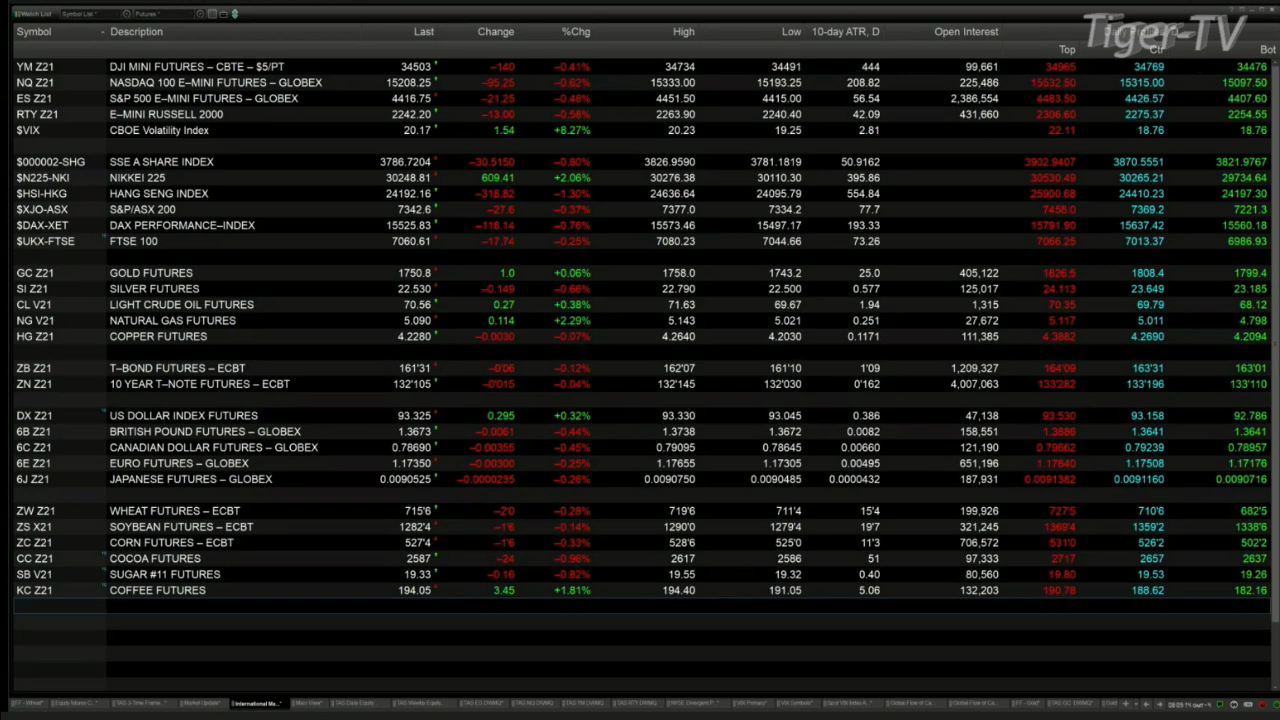 Watch List Symbol List Futures
Tiger-TV
Symbol Description Last Change %Chg High Low 10-day ATR, D Open Interest
Top Ctr Bot
YM Z21 DJI MINI FUTURES – CBTE – $5/PT 34503 –140 –0.41% 34734 34491 444 99,661 34965 34769 34476
NQ Z21 NASDAQ 100 E–MINI FUTURES – GLOBEX 15208.25 –95.25 –0.62% 15333.00 15193.25 208.82 225,486 15532.50 15315.00 15097.50
ES Z21 S&P 500 E–MINI FUTURES – GLOBEX 4416.75 –21.25 –0.48% 4451.50 4415.00 56.54 2,386,554 4483.50 4426.57 4407.60
RTY Z21 E–MINI RUSSELL 2000 2242.20 –13.00 –0.58% 2263.90 2240.40 42.09 431,660 2306.60 2275.37 2254.55
$VIX CBOE Volatility Index 20.17 1.54 +8.27% 20.23 19.25 2.81 22.11 18.76 18.76
$000002-SHG SSE A SHARE INDEX 3786.7204 –30.5150 –0.80% 3826.9590 3781.1819 50.9162 3902.9407 3870.5551 3821.9767
$N225-NKI NIKKEI 225 30248.81 609.41 +2.06% 30276.38 30110.30 395.86 30530.49 30265.21 29734.64
$HSI-HKG HANG SENG INDEX 24192.16 –318.82 –1.30% 24636.64 24095.79 554.84 25900.68 24410.23 24197.30
$XJO-ASX S&P/ASX 200 7342.6 –27.6 –0.37% 7377.0 7334.2 77.7 7458.0 7369.2 7221.3
$DAX-XET DAX PERFORMANCE–INDEX 15525.83 –118.14 –0.76% 15573.46 15497.17 193.33 15791.90 15637.42 15560.18
$UKX-FTSE FTSE 100 7060.61 –17.74 –0.25% 7080.23 7044.66 73.26 7066.25 7013.37 6986.93
GC Z21 GOLD FUTURES 1750.8 1.0 +0.06% 1758.0 1743.2 25.0 405,122 1826.5 1808.4 1799.4
SI Z21 SILVER FUTURES 22.530 –0.149 –0.66% 22.790 22.500 0.577 125,017 24.113 23.649 23.185
CL V21 LIGHT CRUDE OIL FUTURES 70.56 0.27 +0.38% 71.63 69.67 1.94 1,315 70.35 69.79 68.12
NG V21 NATURAL GAS FUTURES 5.090 0.114 +2.29% 5.143 5.021 0.251 27,672 5.117 5.011 4.798
HG Z21 COPPER FUTURES 4.2280 –0.0030 –0.07% 4.2640 4.2030 0.1171 111,385 4.3882 4.2690 4.2094
ZB Z21 T–BOND FUTURES – ECBT 161'31 –0'06 –0.12% 162'07 161'10 1'09 1,209,327 164'09 163'31 163'01
ZN Z21 10 YEAR T–NOTE FUTURES – ECBT 132'105 –0'015 –0.04% 132'145 132'030 0'162 4,007,063 133'282 133'196 133'110
DX Z21 US DOLLAR INDEX FUTURES 93.325 0.295 +0.32% 93.330 93.045 0.386 47,138 93.530 93.158 92.786
6B Z21 BRITISH POUND FUTURES – GLOBEX 1.3673 –0.0061 –0.44% 1.3738 1.3672 0.0082 158,551 1.3886 1.3641 1.3641
6C Z21 CANADIAN DOLLAR FUTURES – GLOBEX 0.78690 –0.00355 –0.45% 0.79095 0.78645 0.00660 121,190 0.79662 0.79239 0.78957
6E Z21 EURO FUTURES – GLOBEX 1.17350 –0.00300 –0.25% 1.17655 1.17305 0.00495 651,196 1.17840 1.17508 1.17176
6J Z21 JAPANESE FUTURES – GLOBEX 0.0090525 –0.0000235 –0.26% 0.0090750 0.0090485 0.0000432 187,931 0.0091382 0.0091160 0.0090716
ZW Z21 WHEAT FUTURES – ECBT 715'6 –2'0 –0.28% 719'6 711'4 15'4 199,926 727'5 710'6 682'5
ZS X21 SOYBEAN FUTURES – ECBT 1282'4 –1'6 –0.14% 1290'0 1279'4 19'7 321,245 1369'4 1359'2 1338'6
ZC Z21 CORN FUTURES – ECBT 527'4 –1'6 –0.33% 528'6 525'0 11'3 706,572 531'0 526'2 502'2
CC Z21 COCOA FUTURES 2587 –24 –0.96% 2617 2586 51 97,333 2717 2657 2637
SB V21 SUGAR #11 FUTURES 19.33 –0.16 –0.82% 19.55 19.32 0.40 80,560 19.80 19.53 19.26
KC Z21 COFFEE FUTURES 194.05 3.45 +1.81% 194.40 191.05 5.06 132,203 190.78 188.62 182.16
International Ma...